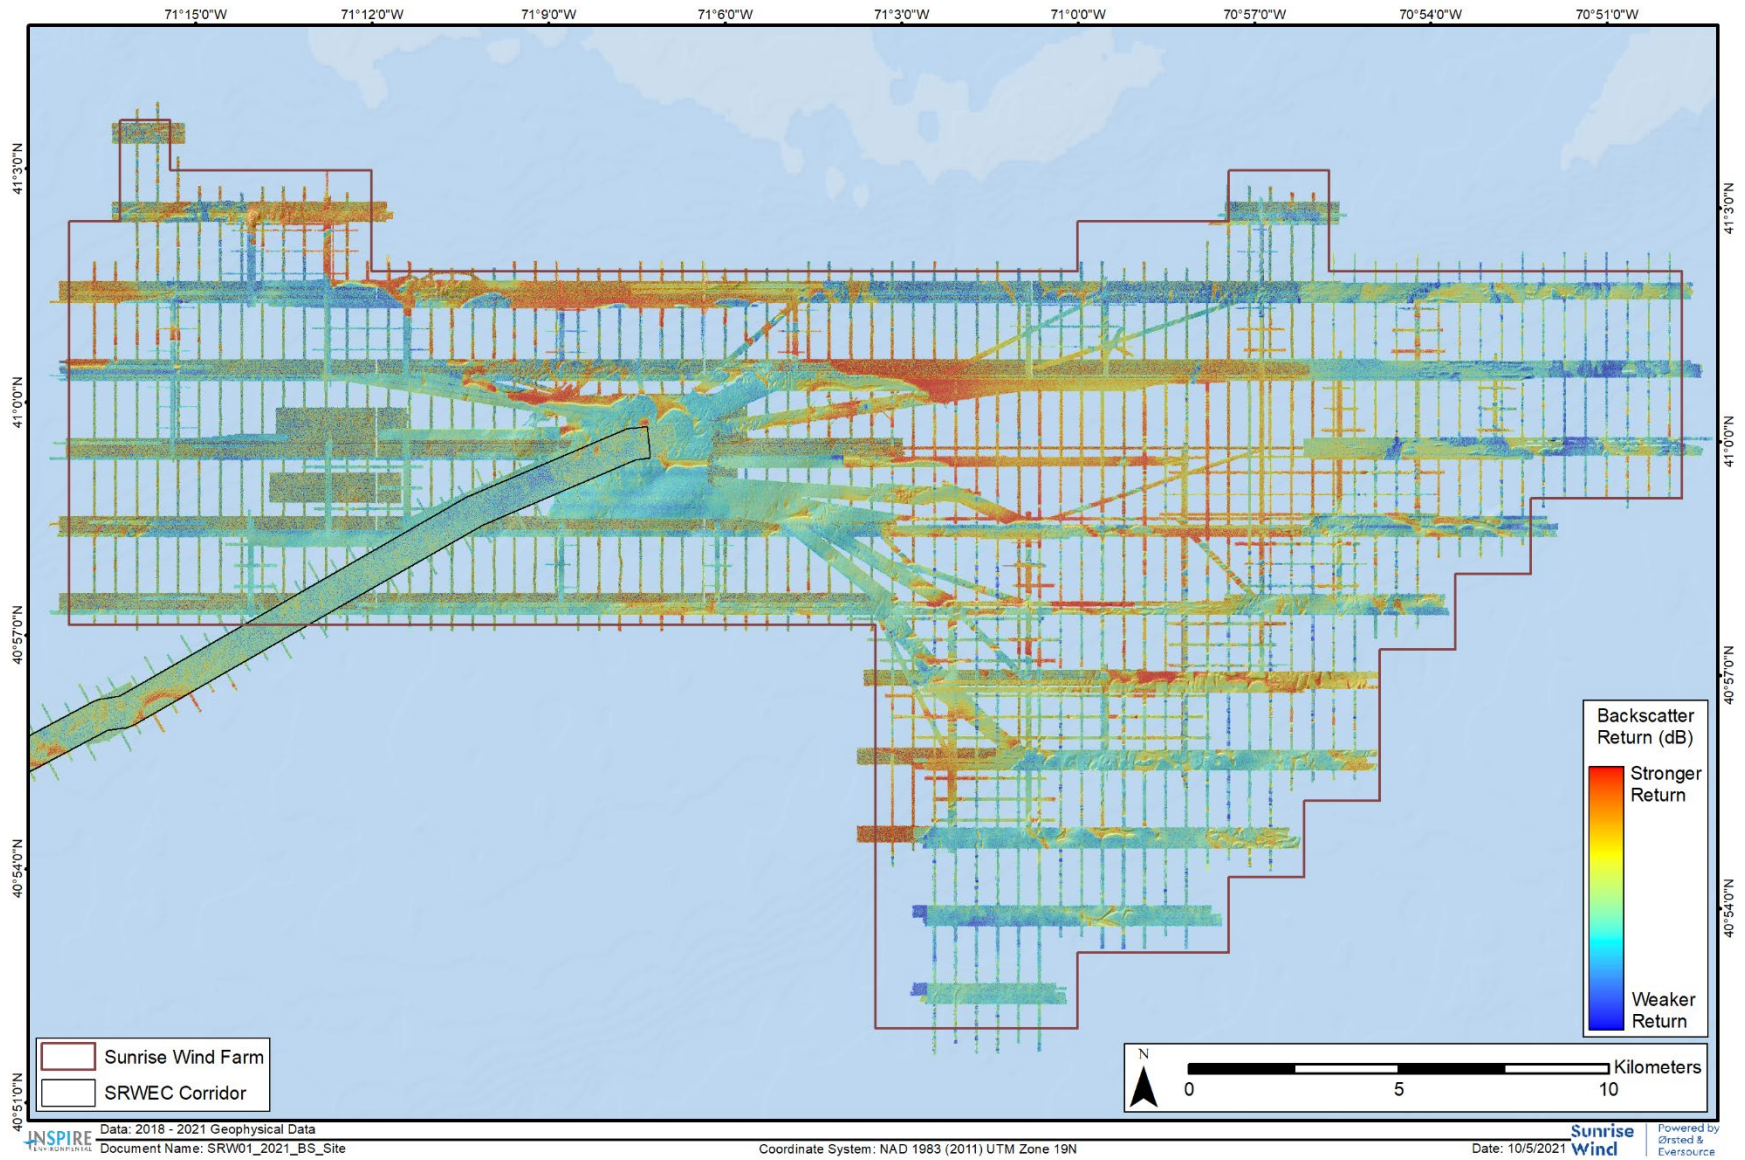 71°15'0"W 71°12'0"W 71°9'0"W 71°6'0"W 71°3'0"W 71°0'0"W 70°57'0"W 70°54'0"W 70°51'0"W
41°3'0"N
41°0'0"N
40°57'0"N
40°54'0"N
40°51'0"N
41°3'0"N
41°0'0"N
40°57'0"N
40°54'0"N
Backscatter
Return (dB)
Stronger
Return
Weaker
Return
Sunrise Wind Farm
SRWEC Corridor
N
Kilometers
0 5 10
INSPIRE
ENVIRONMENTAL
Data: 2018 - 2021 Geophysical Data
Document Name: SRW01_2021_BS_Site
Coordinate System: NAD 1983 (2011) UTM Zone 19N
Date: 10/5/2021
Sunrise
Wind
Powered by
Ørsted &
Eversource